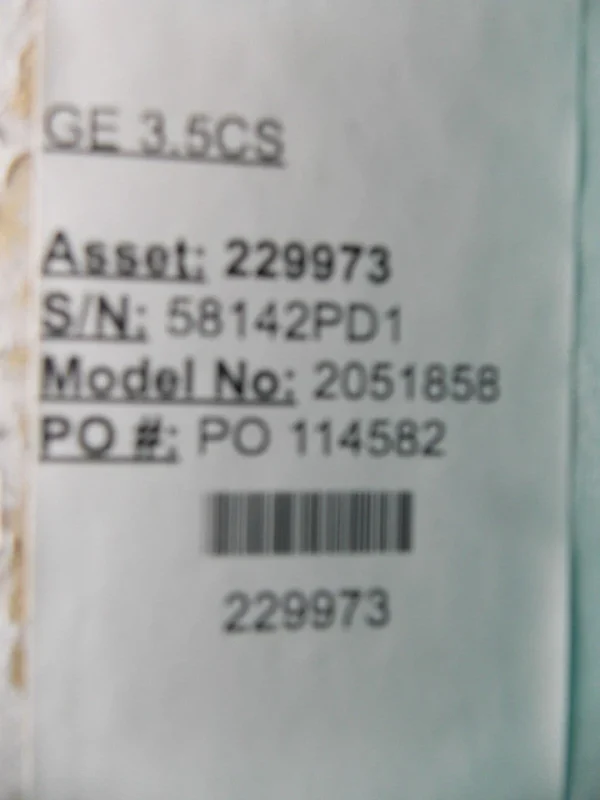 GE 3.5CS
Asset: 229973
S/N: 58142PD1
Model No: 2051858
PO #: PO 114582
229973